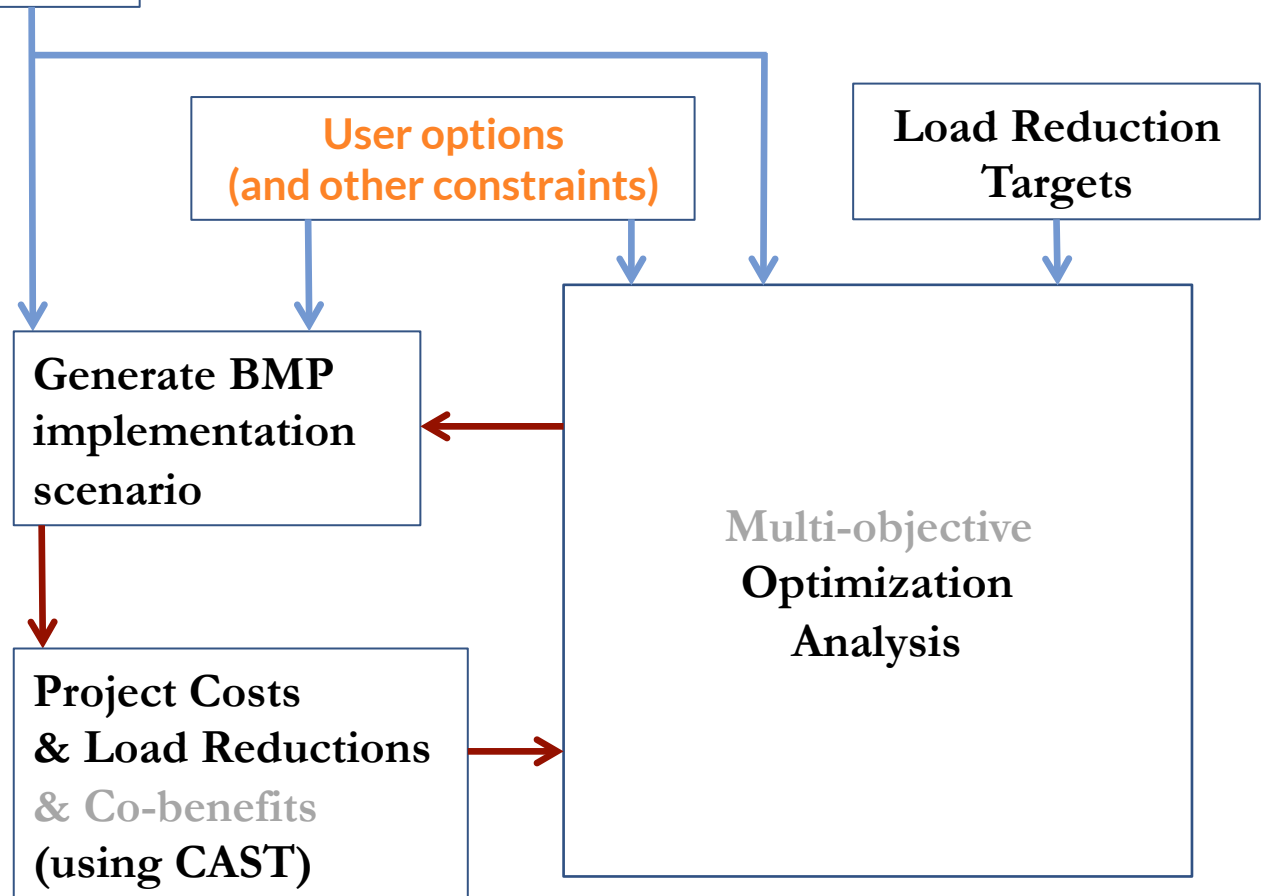 User options
(and other constraints)
Load Reduction
Targets
Generate BMP
implementation
scenario
Multi-objective
Optimization
Analysis
Project Costs
& Load Reductions
& Co-benefits
(using CAST)